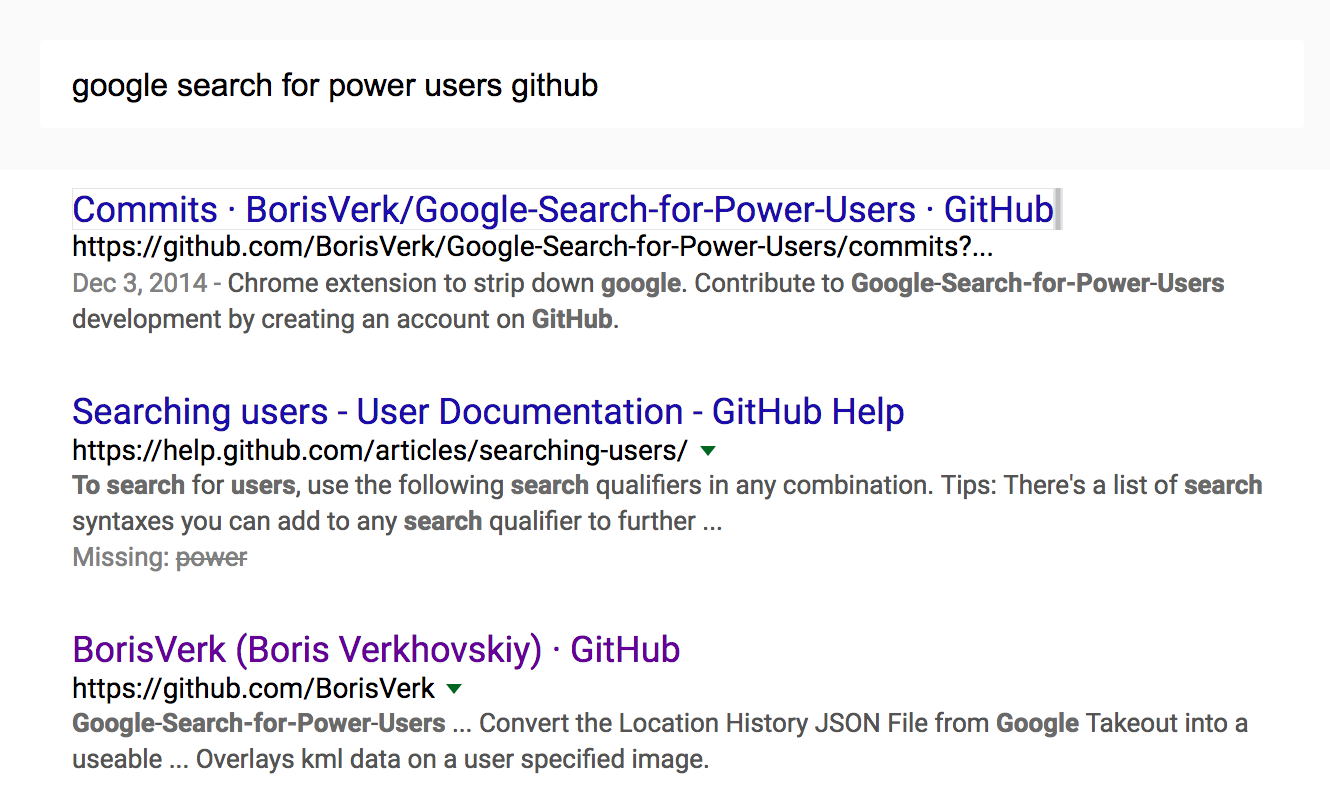 google search for power users github
Commits · BorisVerk/Google-Search-for-Power-Users · GitHub
https://github.com/BorisVerk/Google-Search-for-Power-Users/commits?...
Dec 3, 2014 - Chrome extension to strip down google. Contribute to Google-Search-for-Power-Users
development by creating an account on GitHub.
Searching users - User Documentation - GitHub Help
https://help.github.com/articles/searching-users/
To search for users, use the following search qualifiers in any combination. Tips: There's a list of search
syntaxes you can add to any search qualifier to further ...
Missing: power
BorisVerk (Boris Verkhovskiy) · GitHub
https://github.com/BorisVerk
Google-Search-for-Power-Users ... Convert the Location History JSON File from Google Takeout into a
useable ... Overlays kml data on a user specified image.